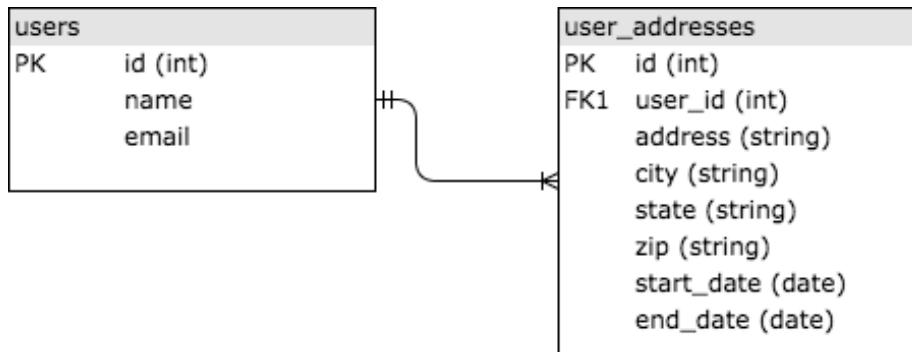 users
PK id (int)
name
email
user_addresses
PK id (int)
FK1 user_id (int)
address (string)
city (string)
state (string)
zip (string)
start_date (date)
end_date (date)